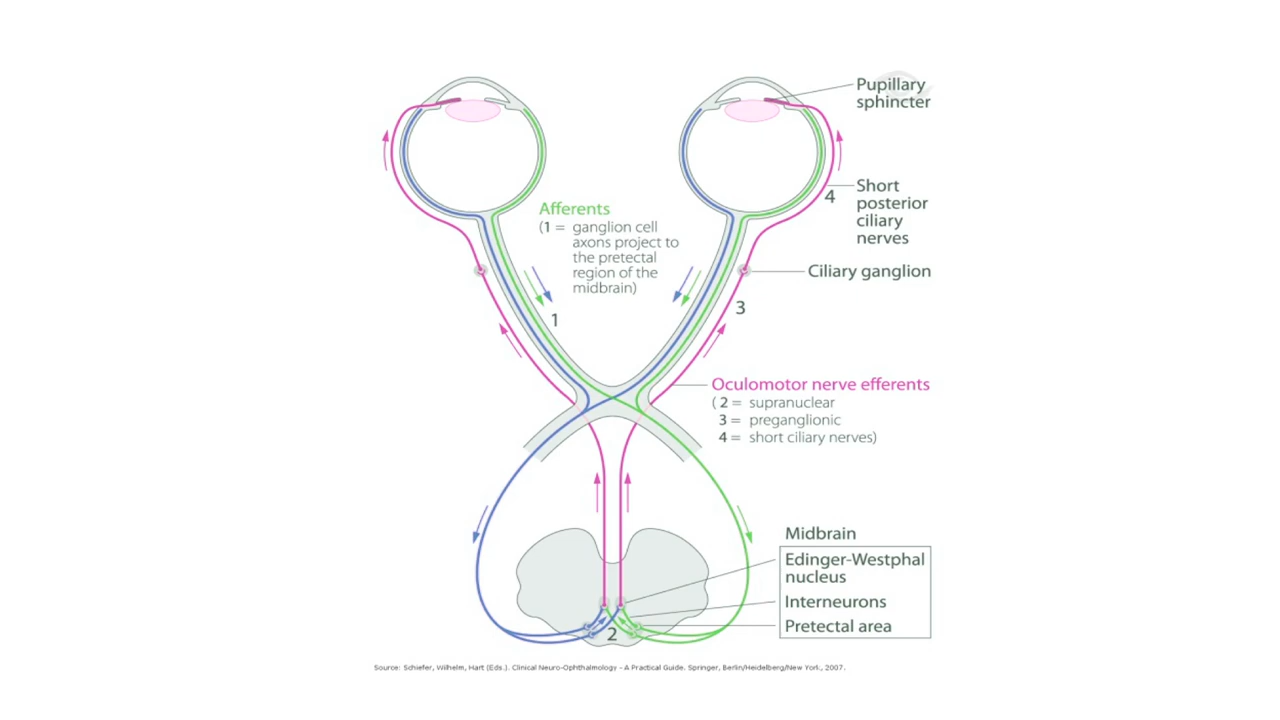 Pupillary
sphincter
Short
4 posterior
ciliary
nerves
Afferents
(1 = ganglion cell
axons project to
the pretectal
region of the
midbrain)
Ciliary ganglion
3
1
Oculomotor nerve efferents
( 2 = supranuclear
3 = preganglionic
4 = short ciliary nerves)
Midbrain
Edinger-Westphal
nucleus
Interneurons
Pretectal area
2
Source: Schiefer, Wilhelm, Hart (Eds.). Clinical Neuro-Ophthalmology - A Practical Guide. Springer, Berlin/Heidelberg/New York, 2007.